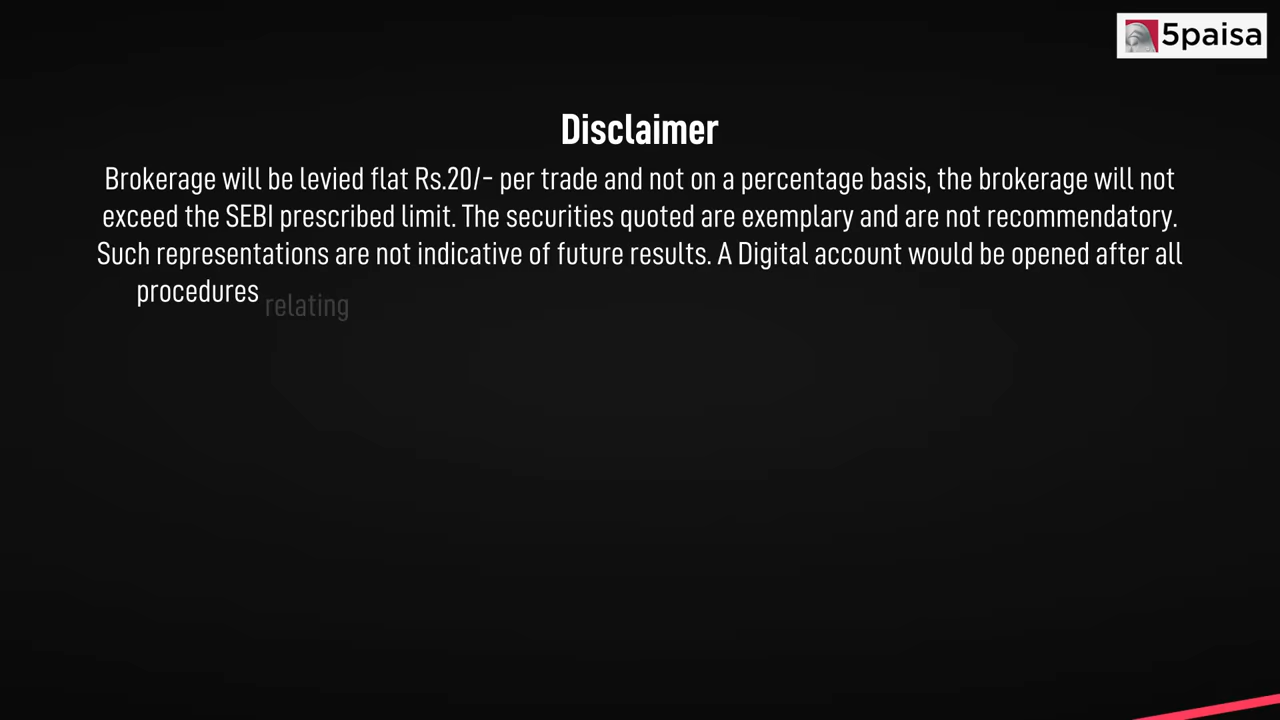 5paisa
Disclaimer
Brokerage will be levied flat Rs.20/- per trade and not on a percentage basis, the brokerage will not
exceed the SEBI prescribed limit. The securities quoted are exemplary and are not recommendatory.
Such representations are not indicative of future results. A Digital account would be opened after all
procedures relating